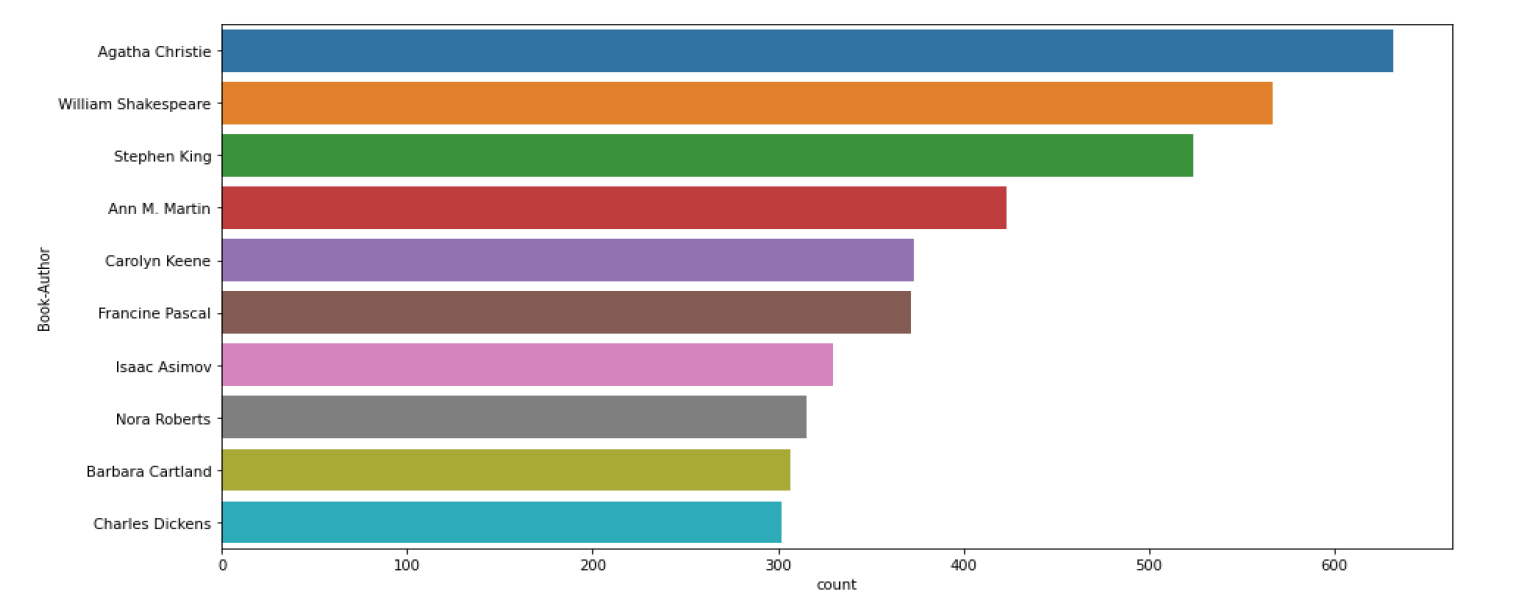 Agatha Christie
William Shakespeare
Stephen King
Ann M. Martin
Carolyn Keene
Francine Pascal
Isaac Asimov
Nora Roberts
Barbara Cartland
Charles Dickens
Book-Author
0 100 200 300 400 500 600
count